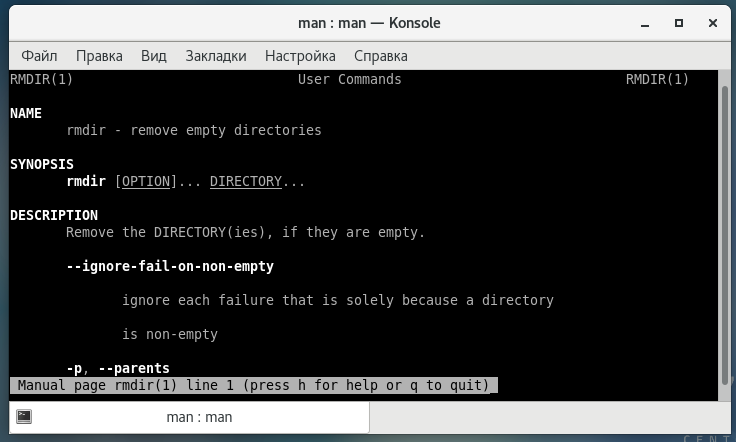 man : man — Konsole
Файл Правка Вид Закладки Настройка Справка
RMDIR(1) User Commands RMDIR(1)
NAME
rmdir - remove empty directories
SYNOPSIS
rmdir [OPTION]... DIRECTORY...
DESCRIPTION
Remove the DIRECTORY(ies), if they are empty.
--ignore-fail-on-non-empty
ignore each failure that is solely because a directory
is non-empty
-p, --parents
Manual page rmdir(1) line 1 (press h for help or q to quit)
man : man
CENT